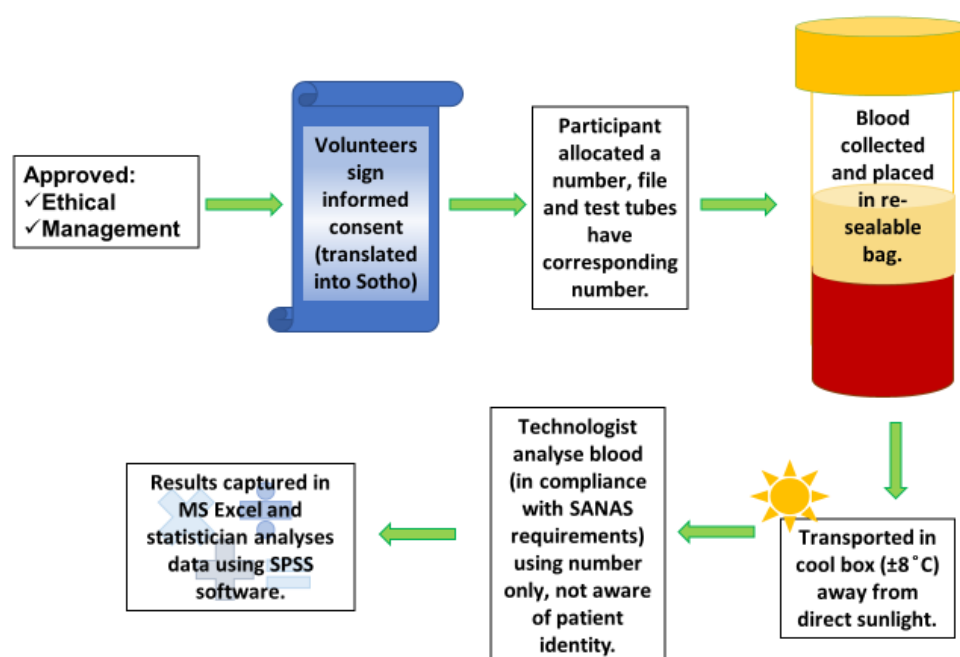 Approved:
✓Ethical
✓Management
Volunteers
sign
informed
consent
(translated
into Sotho)
Participant
allocated a
number, file
and test tubes
have
corresponding
number.
Blood
collected
and placed
in re-
sealable
bag.
Transported in
cool box (±8˚C)
away from
direct sunlight.
Technologist
analyse blood
(in compliance
with SANAS
requirements)
using number
only, not aware
of patient
identity.
Results captured in
MS Excel and
statistician analyses
data using SPSS
software.